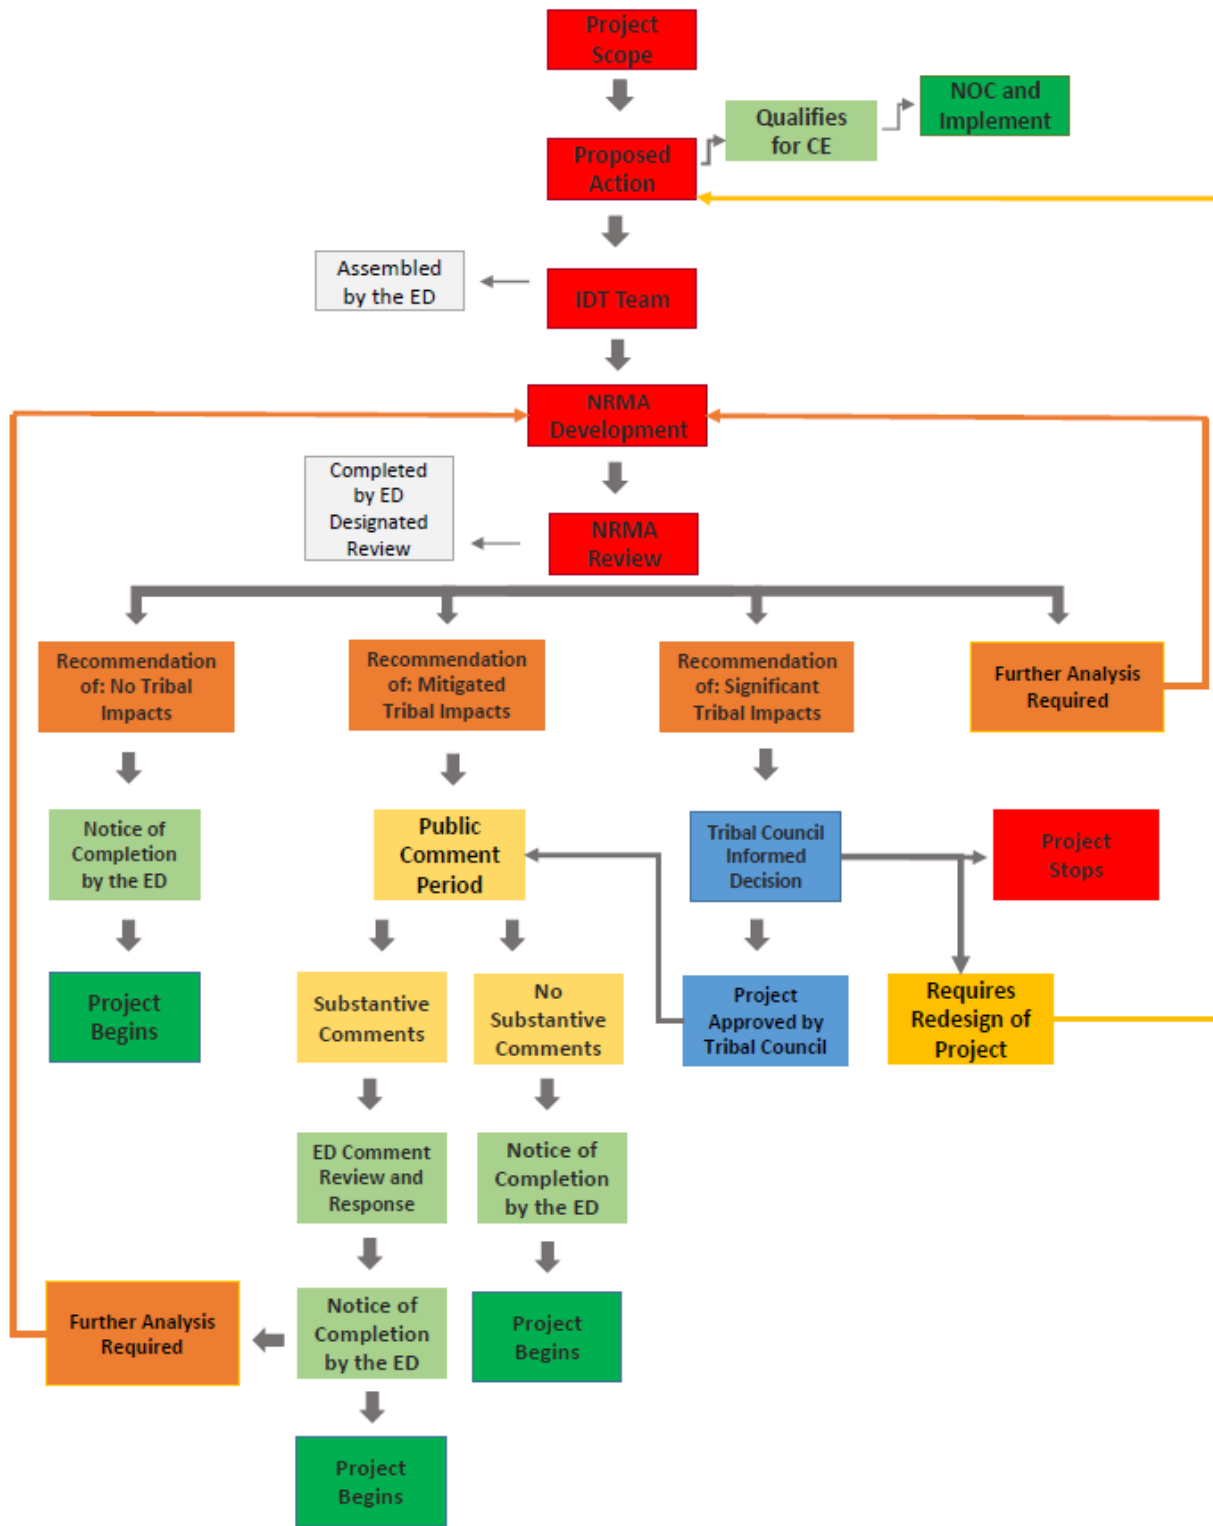 Project
Scope
NOC and
Implement
Qualifies
for CE
Proposed
Action
Assembled
by the ED
IDT Team
NRMA
Development
Completed
by ED
Designated
Review
NRMA
Review
Recommendation
of: No Tribal
Impacts
Recommendation
of: Mitigated
Tribal Impacts
Recommendation
of: Significant
Tribal Impacts
Further Analysis
Required
Notice of
Completion
by the ED
Public
Comment
Period
Tribal Council
Informed
Decision
Project
Stops
Project
Begins
Substantive
Comments
No
Substantive
Comments
Project
Approved by
Tribal Council
Requires
Redesign of
Project
ED Comment
Review and
Response
Notice of
Completion
by the ED
Further Analysis
Required
Notice of
Completion
by the ED
Project
Begins
Project
Begins